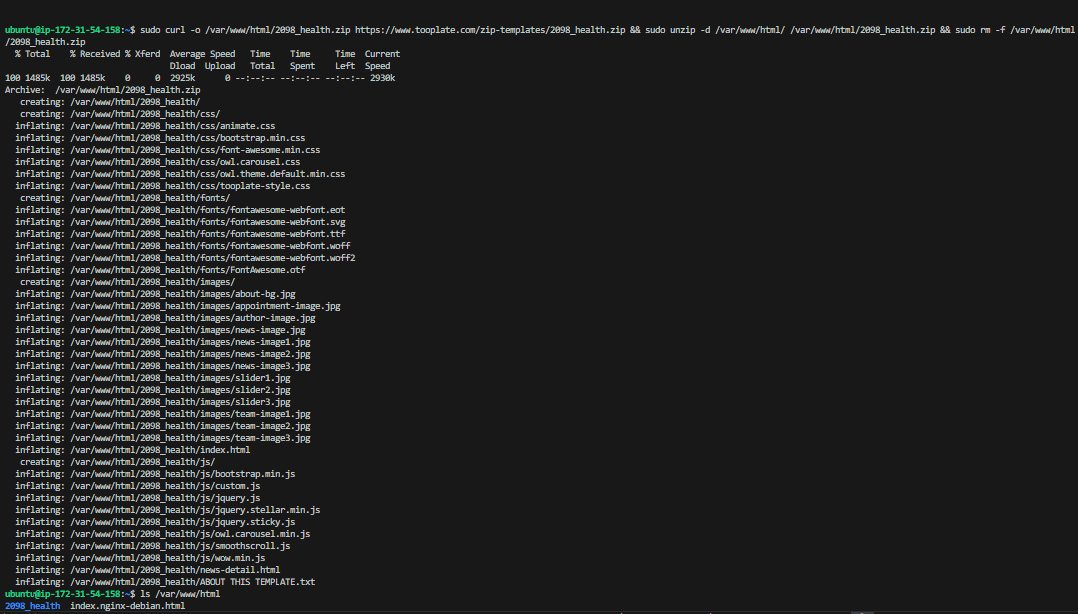 ubuntu@ip-172-31-54-158:~$ sudo curl -o /var/www/html/2098_health.zip https://www.tooplate.com/zip-templates/2098_health.zip && sudo unzip -d /var/www/html/ /var/www/html/2098_health.zip && sudo rm -f /var/www/html
/2098_health.zip
  % Total    % Received % Xferd  Average Speed   Time    Time     Time  Current
                                 Dload  Upload   Total   Spent    Left  Speed
100 1485k  100 1485k    0     0  2925k      0 --:--:-- --:--:-- --:--:-- 2930k
Archive:  /var/www/html/2098_health.zip
   creating: /var/www/html/2098_health/
   creating: /var/www/html/2098_health/css/
  inflating: /var/www/html/2098_health/css/animate.css
  inflating: /var/www/html/2098_health/css/bootstrap.min.css
  inflating: /var/www/html/2098_health/css/font-awesome.min.css
  inflating: /var/www/html/2098_health/css/owl.carousel.css
  inflating: /var/www/html/2098_health/css/owl.theme.default.min.css
  inflating: /var/www/html/2098_health/css/tooplate-style.css
   creating: /var/www/html/2098_health/fonts/
  inflating: /var/www/html/2098_health/fonts/fontawesome-webfont.eot
  inflating: /var/www/html/2098_health/fonts/fontawesome-webfont.svg
  inflating: /var/www/html/2098_health/fonts/fontawesome-webfont.ttf
  inflating: /var/www/html/2098_health/fonts/fontawesome-webfont.woff
  inflating: /var/www/html/2098_health/fonts/fontawesome-webfont.woff2
  inflating: /var/www/html/2098_health/fonts/FontAwesome.otf
   creating: /var/www/html/2098_health/images/
  inflating: /var/www/html/2098_health/images/about-bg.jpg
  inflating: /var/www/html/2098_health/images/appointment-image.jpg
  inflating: /var/www/html/2098_health/images/author-image.jpg
  inflating: /var/www/html/2098_health/images/news-image.jpg
  inflating: /var/www/html/2098_health/images/news-image1.jpg
  inflating: /var/www/html/2098_health/images/news-image2.jpg
  inflating: /var/www/html/2098_health/images/news-image3.jpg
  inflating: /var/www/html/2098_health/images/slider1.jpg
  inflating: /var/www/html/2098_health/images/slider2.jpg
  inflating: /var/www/html/2098_health/images/slider3.jpg
  inflating: /var/www/html/2098_health/images/team-image1.jpg
  inflating: /var/www/html/2098_health/images/team-image2.jpg
  inflating: /var/www/html/2098_health/images/team-image3.jpg
  inflating: /var/www/html/2098_health/index.html
   creating: /var/www/html/2098_health/js/
  inflating: /var/www/html/2098_health/js/bootstrap.min.js
  inflating: /var/www/html/2098_health/js/custom.js
  inflating: /var/www/html/2098_health/js/jquery.js
  inflating: /var/www/html/2098_health/js/jquery.stellar.min.js
  inflating: /var/www/html/2098_health/js/jquery.sticky.js
  inflating: /var/www/html/2098_health/js/owl.carousel.min.js
  inflating: /var/www/html/2098_health/js/smoothscroll.js
  inflating: /var/www/html/2098_health/js/wow.min.js
  inflating: /var/www/html/2098_health/news-detail.html
  inflating: /var/www/html/2098_health/ABOUT THIS TEMPLATE.txt
ubuntu@ip-172-31-54-158:~$ ls /var/www/html
2098_health  index.nginx-debian.html